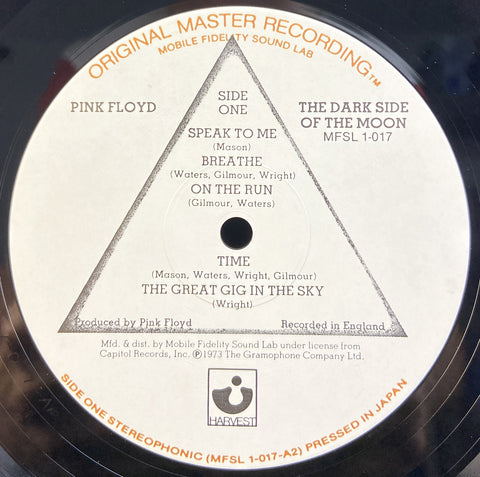 ORIGINAL MASTER RECORDING™
MOBILE FIDELITY SOUND LAB
PINK FLOYD
SIDE
ONE
THE DARK SIDE
OF THE MOON
MFSL 1-017
SPEAK TO ME
(Mason)
BREATHE
(Waters, Gilmour, Wright)
ON THE RUN
(Gilmour, Waters)
TIME
(Mason, Waters, Wright, Gilmour)
THE GREAT GIG IN THE SKY
(Wright)
Produced by Pink Floyd
Recorded in England
Mfd. & dist. by Mobile Fidelity Sound Lab under license from
Capitol Records, Inc. Ⓟ1973 The Gramophone Company Ltd.
HARVEST
SIDE ONE STEREOPHONIC (MFSL 1-017-A2) PRESSED IN JAPAN